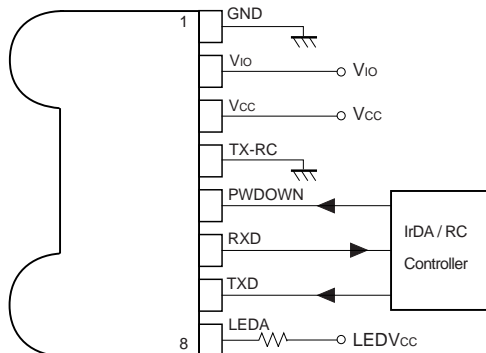 1 GND
VIO VIO
VCC VCC
TX-RC
PWDOWN
IrDA / RC
RXD
Controller
TXD
LEDA
8 LEDVCC